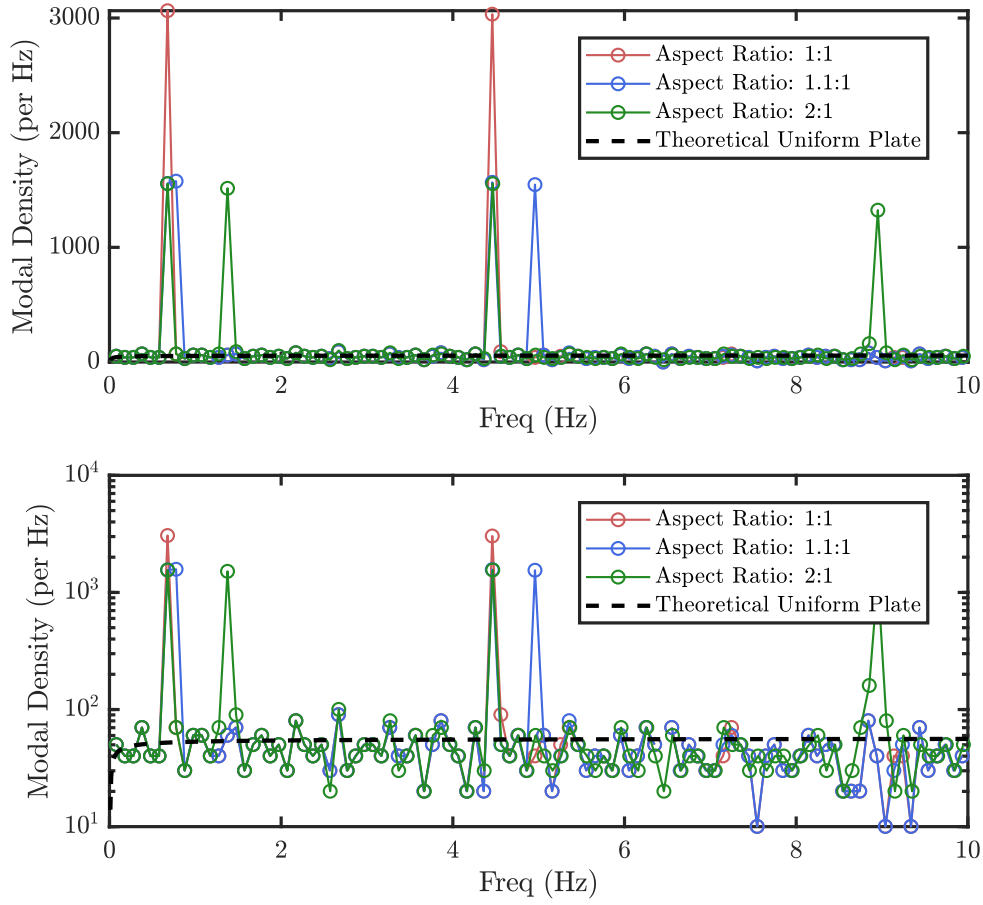 3000
2000
1000
0
Modal Density (per Hz)
Aspect Ratio: 1:1
Aspect Ratio: 1.1:1
Aspect Ratio: 2:1
Theoretical Uniform Plate
0 2 4 6 8 10
Freq (Hz)
10^4
10^3
10^2
10^1
Modal Density (per Hz)
Aspect Ratio: 1:1
Aspect Ratio: 1.1:1
Aspect Ratio: 2:1
Theoretical Uniform Plate
0 2 4 6 8 10
Freq (Hz)